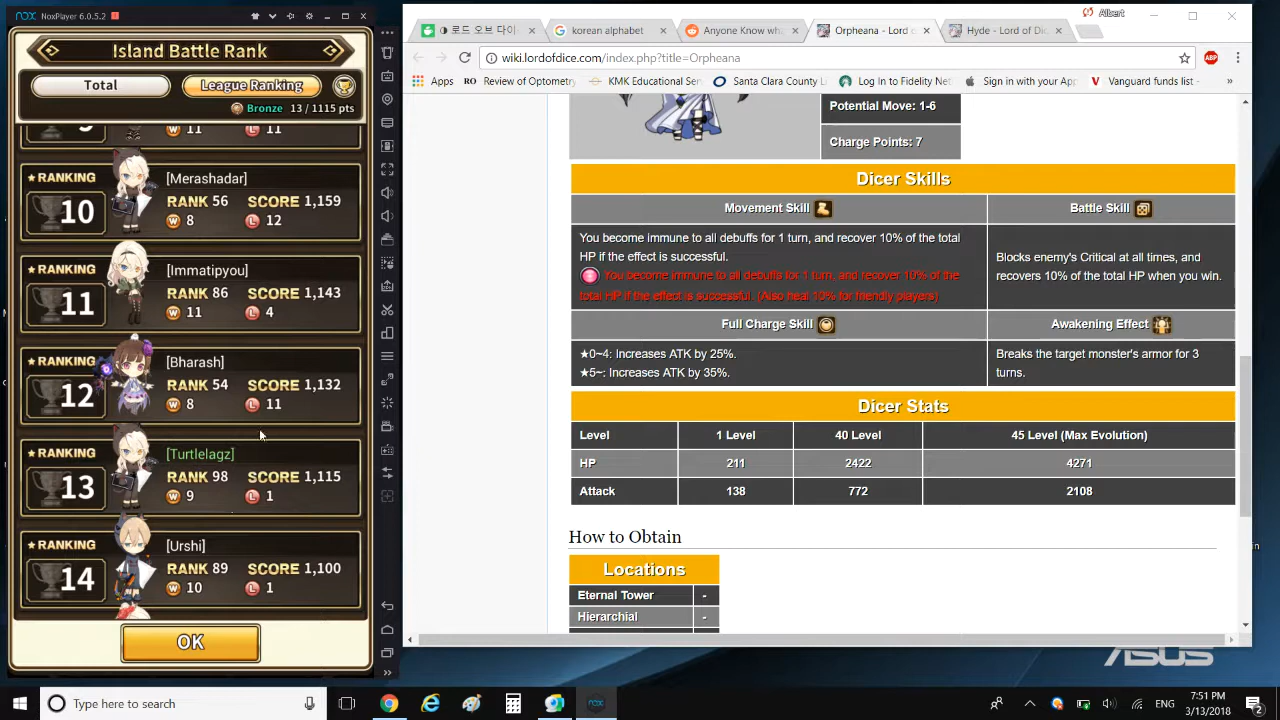 nox NoxPlayer 6.0.5.2
Island Battle Rank
Total
League Ranking
Bronze 13 / 1115 pts
W 11 L 11
★RANKING 10
[Merashadar]
RANK 56 SCORE 1,159
W 8 L 12
★RANKING 11
[Immatipyou]
RANK 86 SCORE 1,143
W 11 L 4
★RANKING 12
[Bharash]
RANK 54 SCORE 1,132
W 8 L 11
★RANKING 13
[Turtlelagz]
RANK 98 SCORE 1,115
W 9 L 1
★RANKING 14
[Urshi]
RANK 89 SCORE 1,100
W 10 L 1
OK
로드 오브 다이
korean alphabet
Anyone Know wh
Orpheana - Lord o
Hyde - Lord of Dic
Albert
wiki.lordofdice.com/index.php?title=Orpheana
ABP
Apps
RO Review of Optometry
KMK Educational Serv
Santa Clara County
Log In to Fidelity Net
Sign in with your App
Vanguard funds list -
Potential Move: 1-6
Charge Points: 7
Dicer Skills
Movement Skill
Battle Skill
You become immune to all debuffs for 1 turn, and recover 10% of the total
HP if the effect is successful.
You become immune to all debuffs for 1 turn, and recover 10% of the
total HP if the effect is successful. (Also heal 10% for friendly players)
Blocks enemy's Critical at all times, and
recovers 10% of the total HP when you win.
Full Charge Skill
Awakening Effect
★0~4: Increases ATK by 25%.
★5~: Increases ATK by 35%.
Breaks the target monster's armor for 3
turns.
Dicer Stats
Level 1 Level 40 Level 45 Level (Max Evolution)
HP 211 2422 4271
Attack 138 772 2108
How to Obtain
Locations
Eternal Tower -
Hierarchial -
ASUS
Type here to search
nox
ENG
7:51 PM
3/13/2018
2